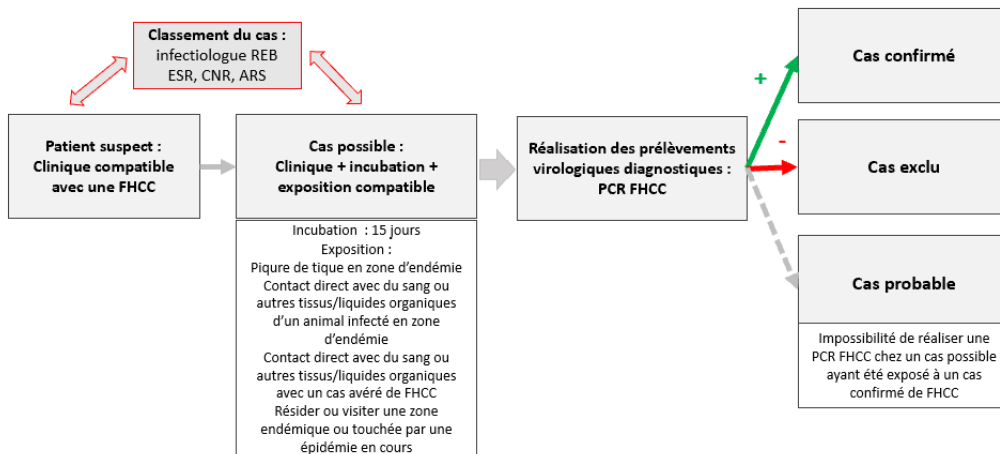 Classement du cas :
infectiologue REB
ESR, CNR, ARS
Patient suspect :
Clinique compatible
avec une FHCC
Cas possible :
Clinique + incubation +
exposition compatible
Incubation : 15 jours
Exposition :
Piqure de tique en zone d'endémie
Contact direct avec du sang ou
autres tissus/liquides organiques
d'un animal infecté en zone
d'endémie
Contact direct avec du sang ou
autres tissus/liquides organiques
avec un cas avéré de FHCC
Résider ou visiter une zone
endémique ou touchée par une
épidémie en cours
Réalisation des prélèvements
virologiques diagnostiques :
PCR FHCC
+
-
Cas confirmé
Cas exclu
Cas probable
Impossibilité de réaliser une
PCR FHCC chez un cas possible
ayant été exposé à un cas
confirmé de FHCC